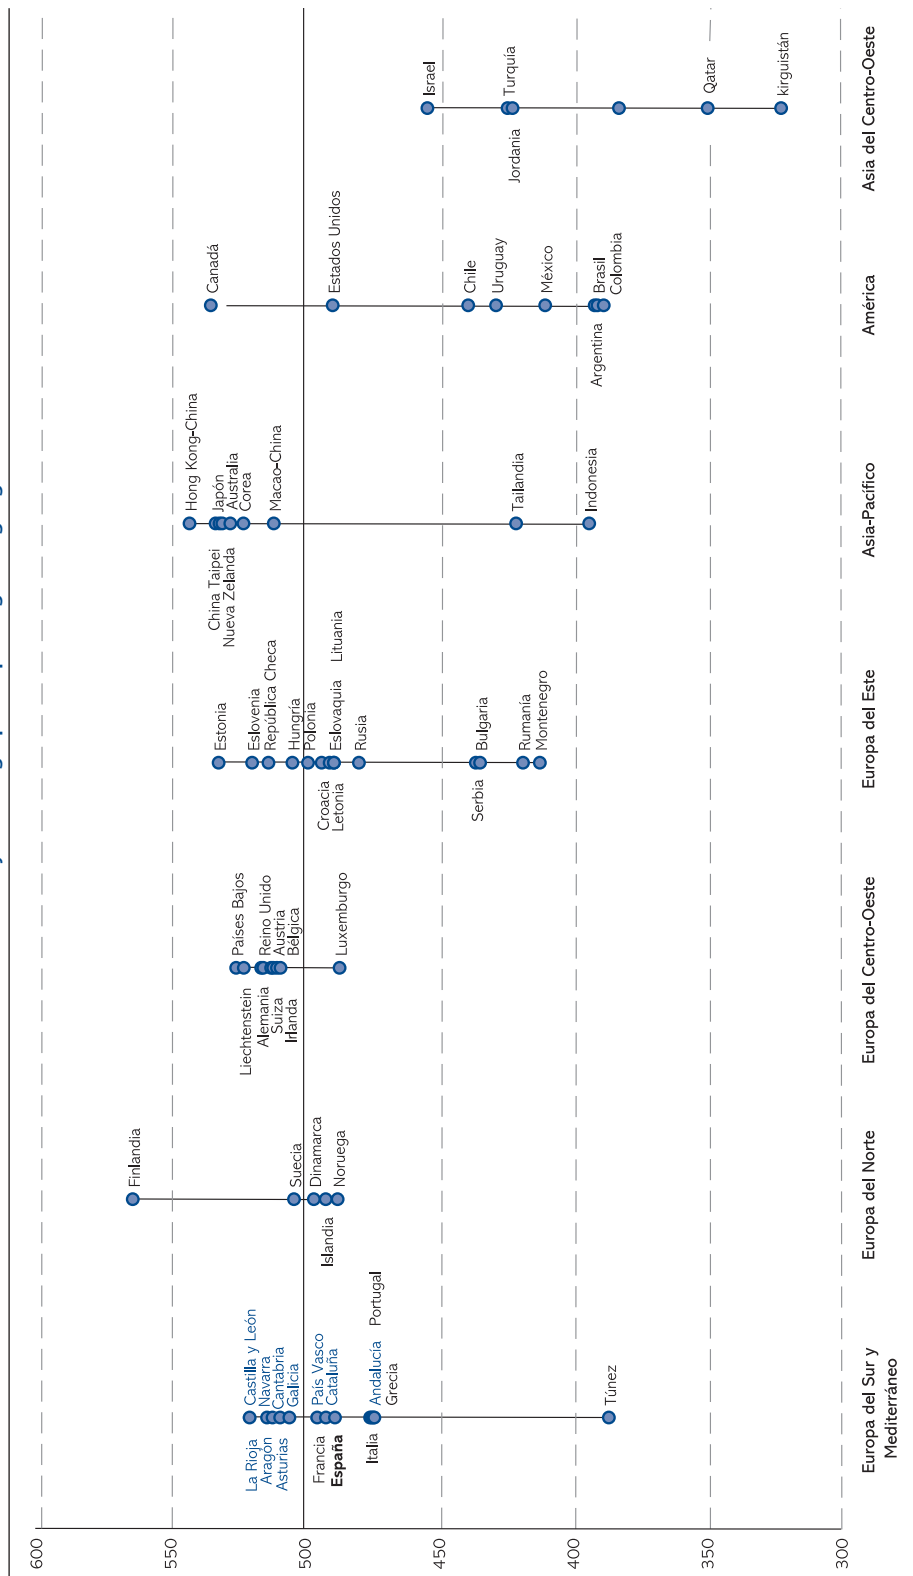 600
550
500
450
400
350
300
La Rioja
Castilla y León
Aragón
Navarra
Asturias
Cantabria
Galicia
Francia
País Vasco
España
Cataluña
Italia
Andalucía
Portugal
Grecia
Túnez
Europa del Sur y
Mediterráneo
Finlandia
Suecia
Dinamarca
Islandia
Noruega
Europa del Norte
Países Bajos
Liechtenstein
Reino Unido
Alemania
Austria
Suiza
Bélgica
Irlanda
Luxemburgo
Europa del Centro-Oeste
Estonia
Eslovenia
República Checa
Hungría
Polonia
Croacia
Eslovaquia
Lituania
Letonia
Rusia
Serbia
Bulgaria
Rumanía
Montenegro
Europa del Este
Hong Kong-China
China Taipei
Japón
Nueva Zelanda
Australia
Corea
Macao-China
Tailandia
Indonesia
Asia-Pacífico
Canadá
Estados Unidos
Chile
Uruguay
México
Argentina
Brasil
Colombia
América
Israel
Jordania
Turquía
Qatar
kirguistán
Asia del Centro-Oeste